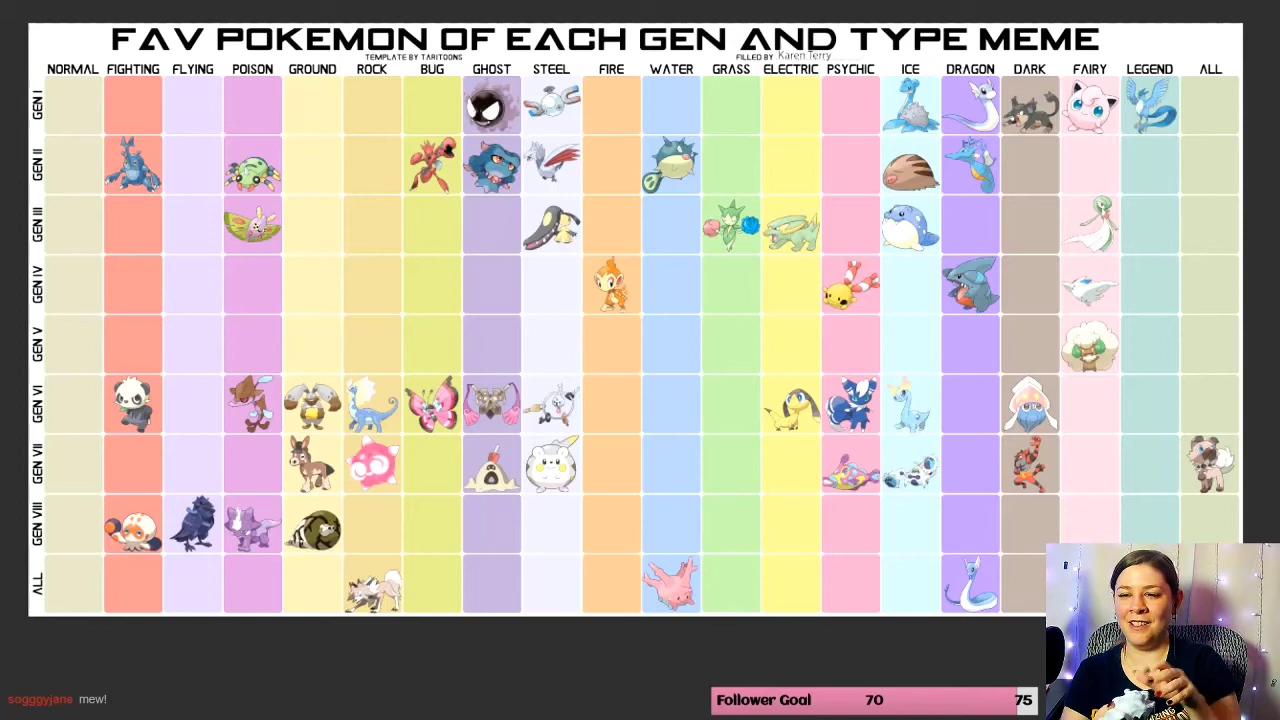 FAV POKEMON OF EACH GEN AND TYPE MEME
TEMPLATE BY TARITOONS
FILLED BY Karen Terry
NORMAL FIGHTING FLYING POISON GROUND ROCK BUG GHOST STEEL FIRE WATER GRASS ELECTRIC PSYCHIC ICE DRAGON DARK FAIRY LEGEND ALL
GEN I
GEN II
GEN III
GEN IV
GEN V
GEN VI
GEN VII
GEN VIII
ALL
sogggyjane mew!
Follower Goal 70 75